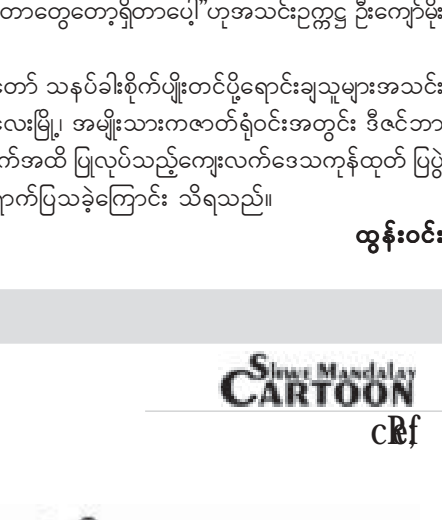 တာတွေတော့ရှိတာပေါ့”ဟုအသင်းဥက္ကဋ္ဌ ဦးကျော်မိုး
တော် သနပ်ခါးစိုက်ပျိုးတင်ပို့ရောင်းချသူများအသင်း
လေးမြို့၊ အမျိုးသားကဇာတ်ရုံဝင်းအတွင်း ဒီဇင်ဘာ
က်အထိ ပြုလုပ်သည့်ကျေးလက်ဒေသကုန်ထုတ် ပြပွဲ
ရာက်ပြသခဲ့ကြောင်း သိရသည်။
ထွန်းဝင်း
Shwe Mandalay
CARTOON